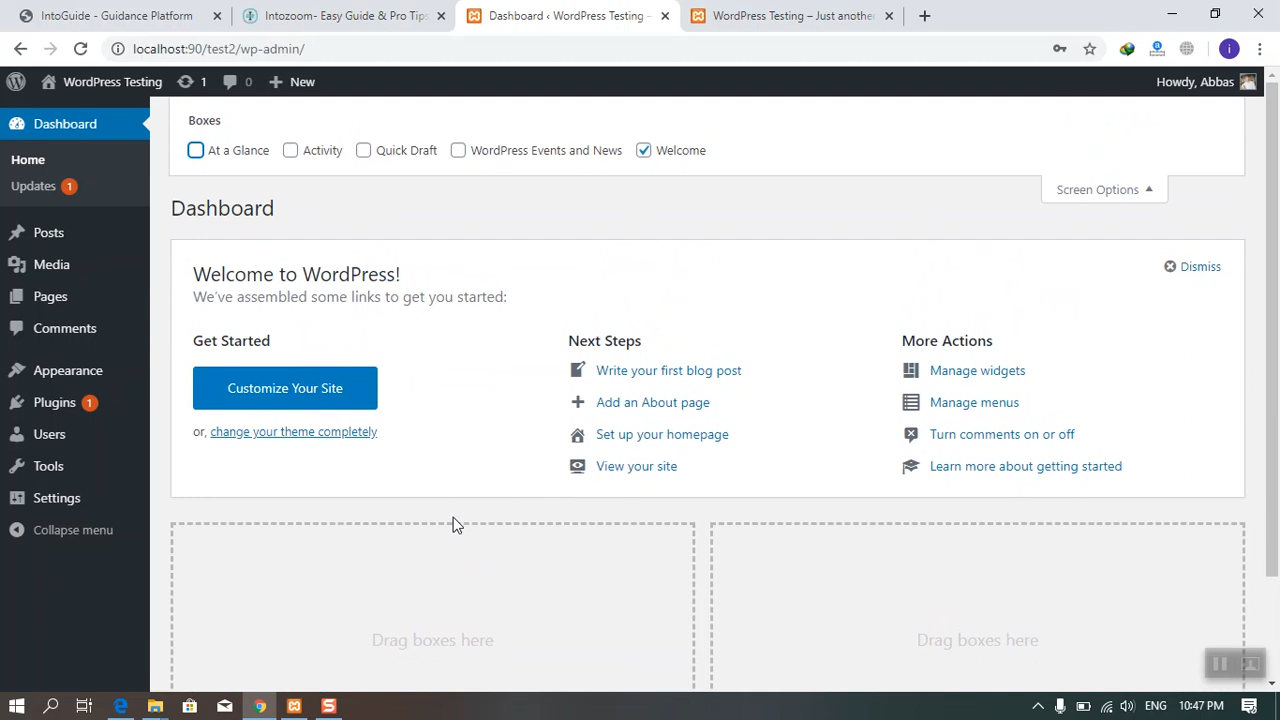 IntoGuide - Guidance Platform
Intozoom- Easy Guide & Pro Tips
Dashboard ‹ WordPress Testing –
WordPress Testing – Just another
localhost:90/test2/wp-admin/
i
WordPress Testing 1 0 New
Howdy, Abbas
Dashboard
Home
Updates 1
Posts
Media
Pages
Comments
Appearance
Plugins 1
Users
Tools
Settings
Collapse menu
Boxes
At a Glance Activity Quick Draft WordPress Events and News Welcome
Screen Options
Dashboard
Welcome to WordPress!
Dismiss
We've assembled some links to get you started:
Get Started
Customize Your Site
or, change your theme completely
Next Steps
Write your first blog post
Add an About page
Set up your homepage
View your site
More Actions
Manage widgets
Manage menus
Turn comments on or off
Learn more about getting started
Drag boxes here
Drag boxes here
ENG 10:47 PM